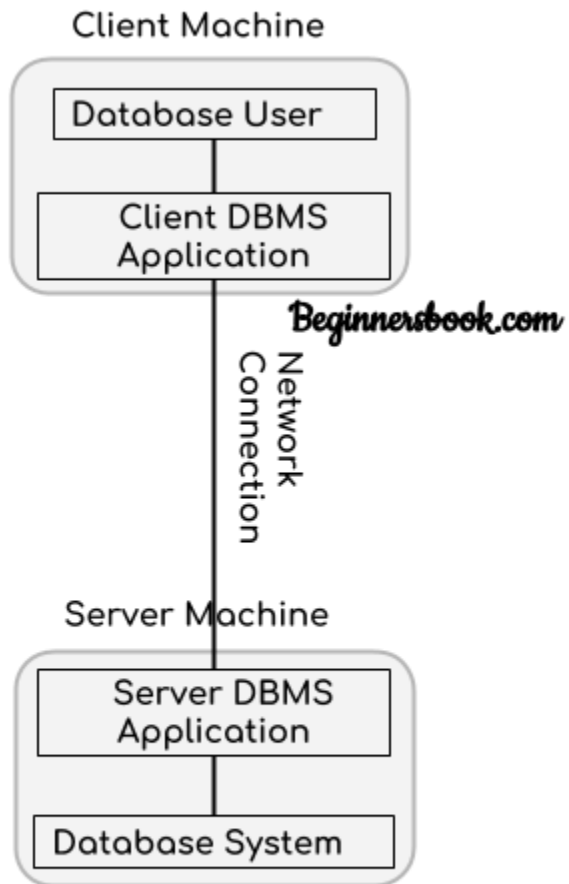 Client Machine
Database User
Client DBMS
Application
Beginnersbook.com
Network
Connection
Server Machine
Server DBMS
Application
Database System